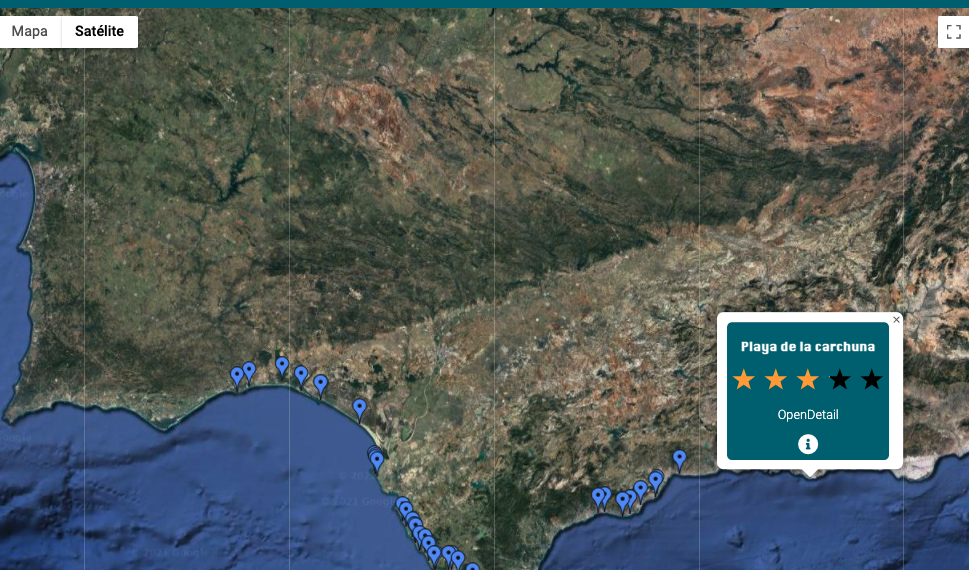 Mapa
Satélite
×
Playa de la carchuna
OpenDetail